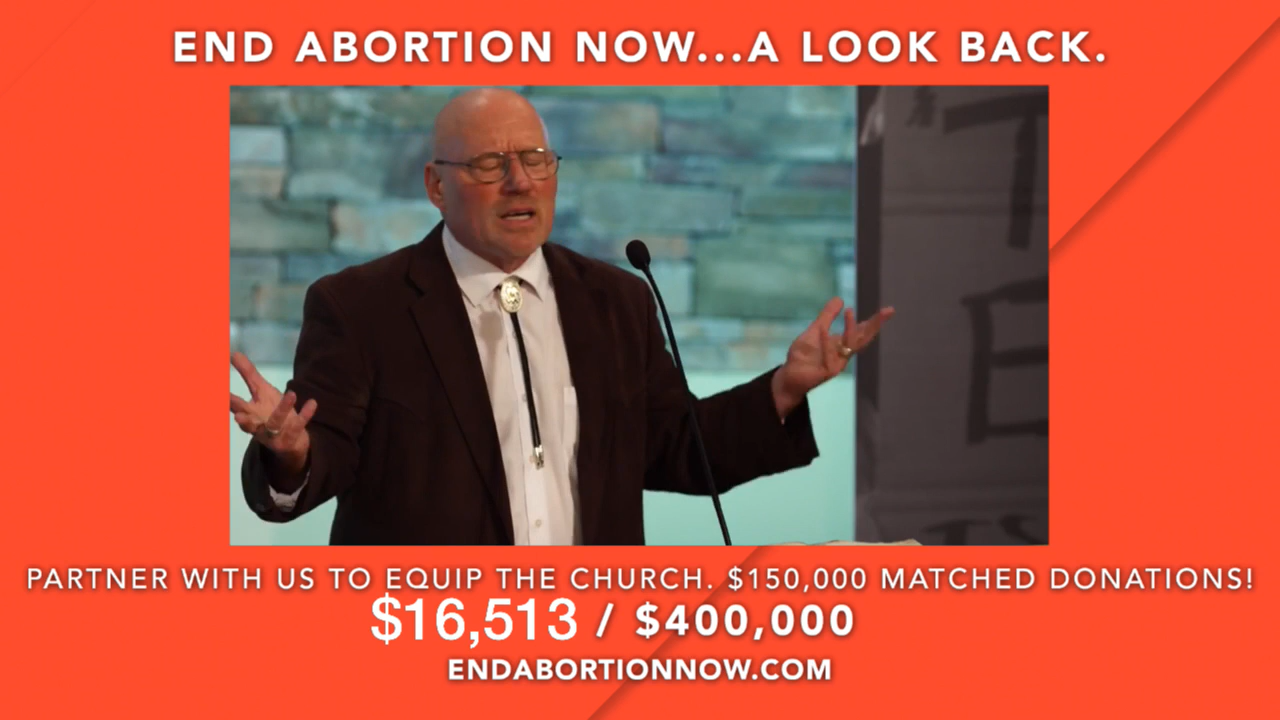 END ABORTION NOW...A LOOK BACK.
PARTNER WITH US TO EQUIP THE CHURCH. $150,000 MATCHED DONATIONS!
$16,513 / $400,000
ENDABORTIONNOW.COM